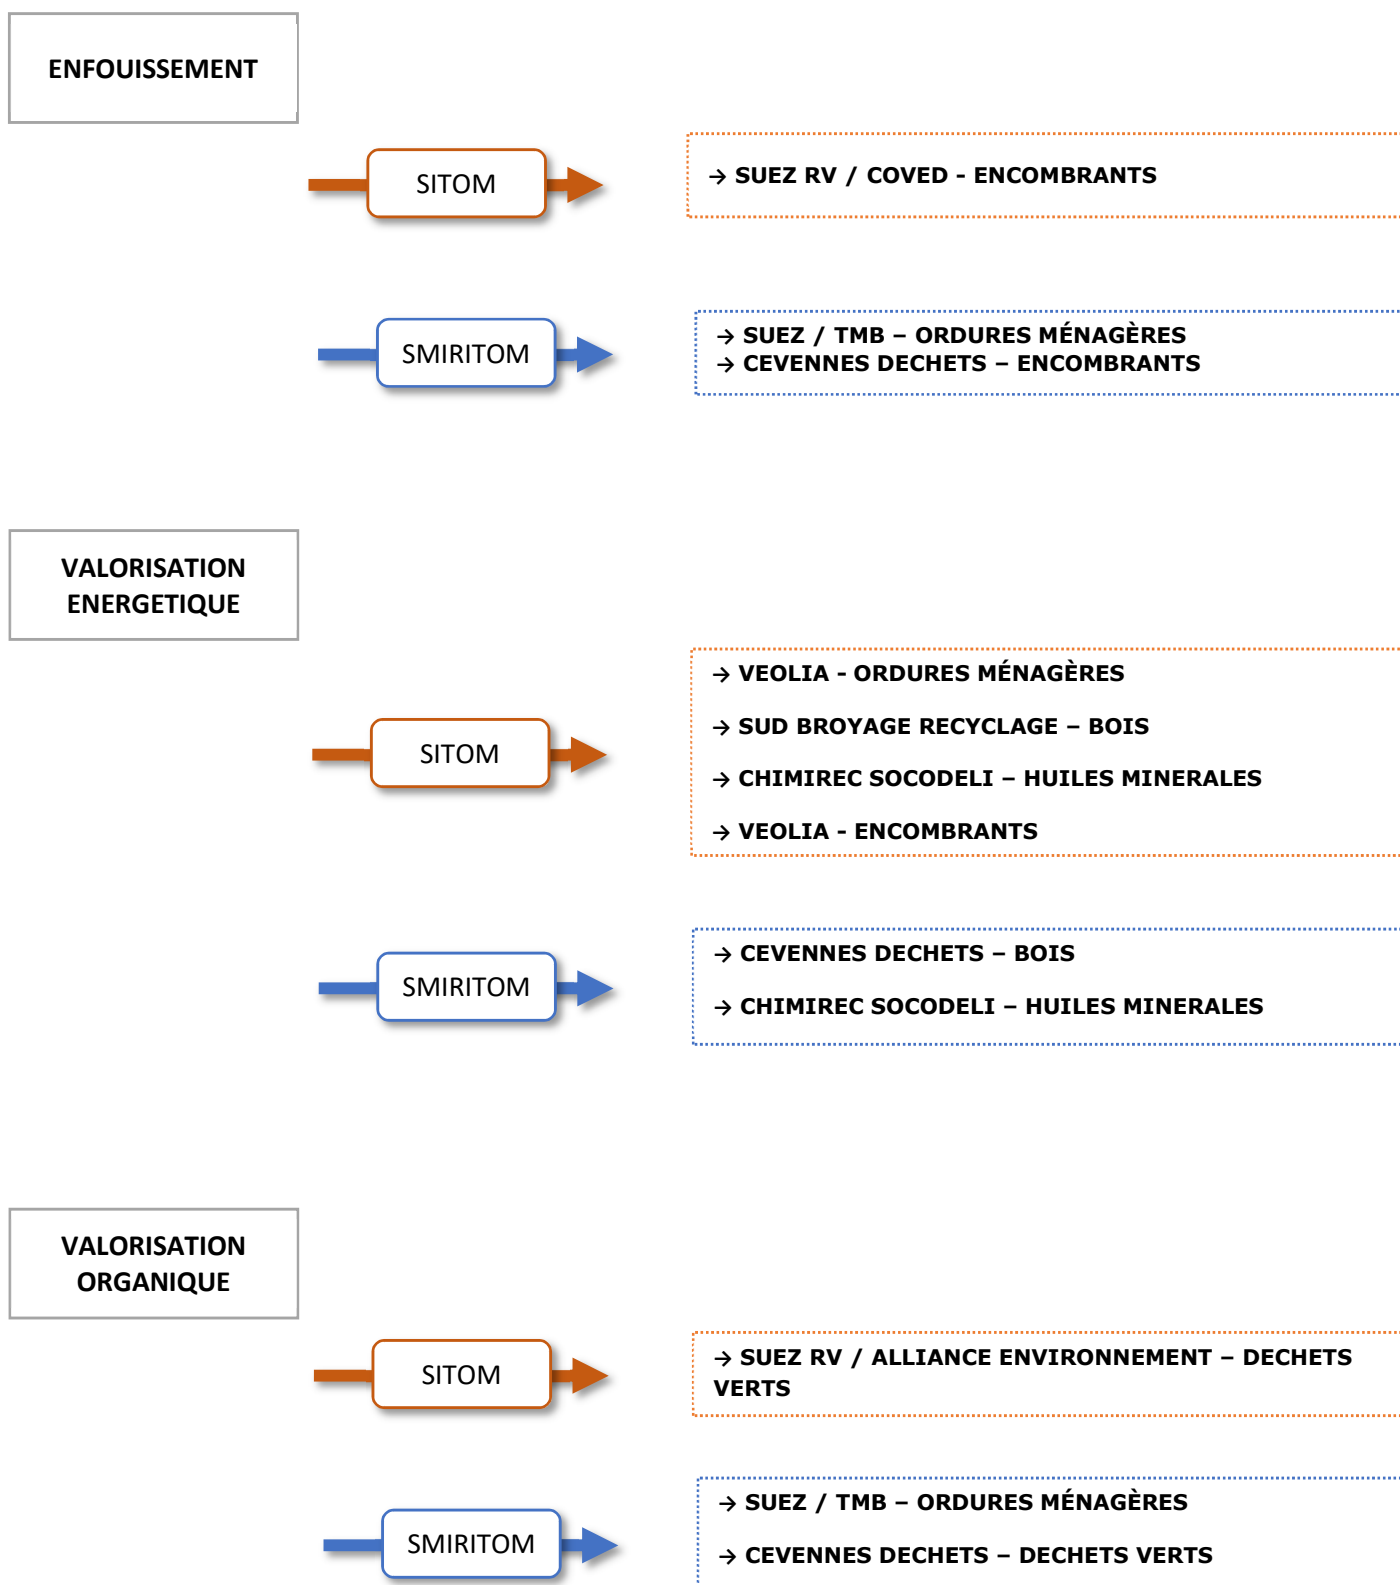 ENFOUISSEMENT
SITOM
→ SUEZ RV / COVED - ENCOMBRANTS
SMIRITOM
→ SUEZ / TMB – ORDURES MÉNAGÈRES
→ CEVENNES DECHETS – ENCOMBRANTS
VALORISATION
ENERGETIQUE
SITOM
→ VEOLIA - ORDURES MÉNAGÈRES
→ SUD BROYAGE RECYCLAGE – BOIS
→ CHIMIREC SOCODELI – HUILES MINERALES
→ VEOLIA - ENCOMBRANTS
SMIRITOM
→ CEVENNES DECHETS – BOIS
→ CHIMIREC SOCODELI – HUILES MINERALES
VALORISATION
ORGANIQUE
SITOM
→ SUEZ RV / ALLIANCE ENVIRONNEMENT – DECHETS
VERTS
SMIRITOM
→ SUEZ / TMB – ORDURES MÉNAGÈRES
→ CEVENNES DECHETS – DECHETS VERTS